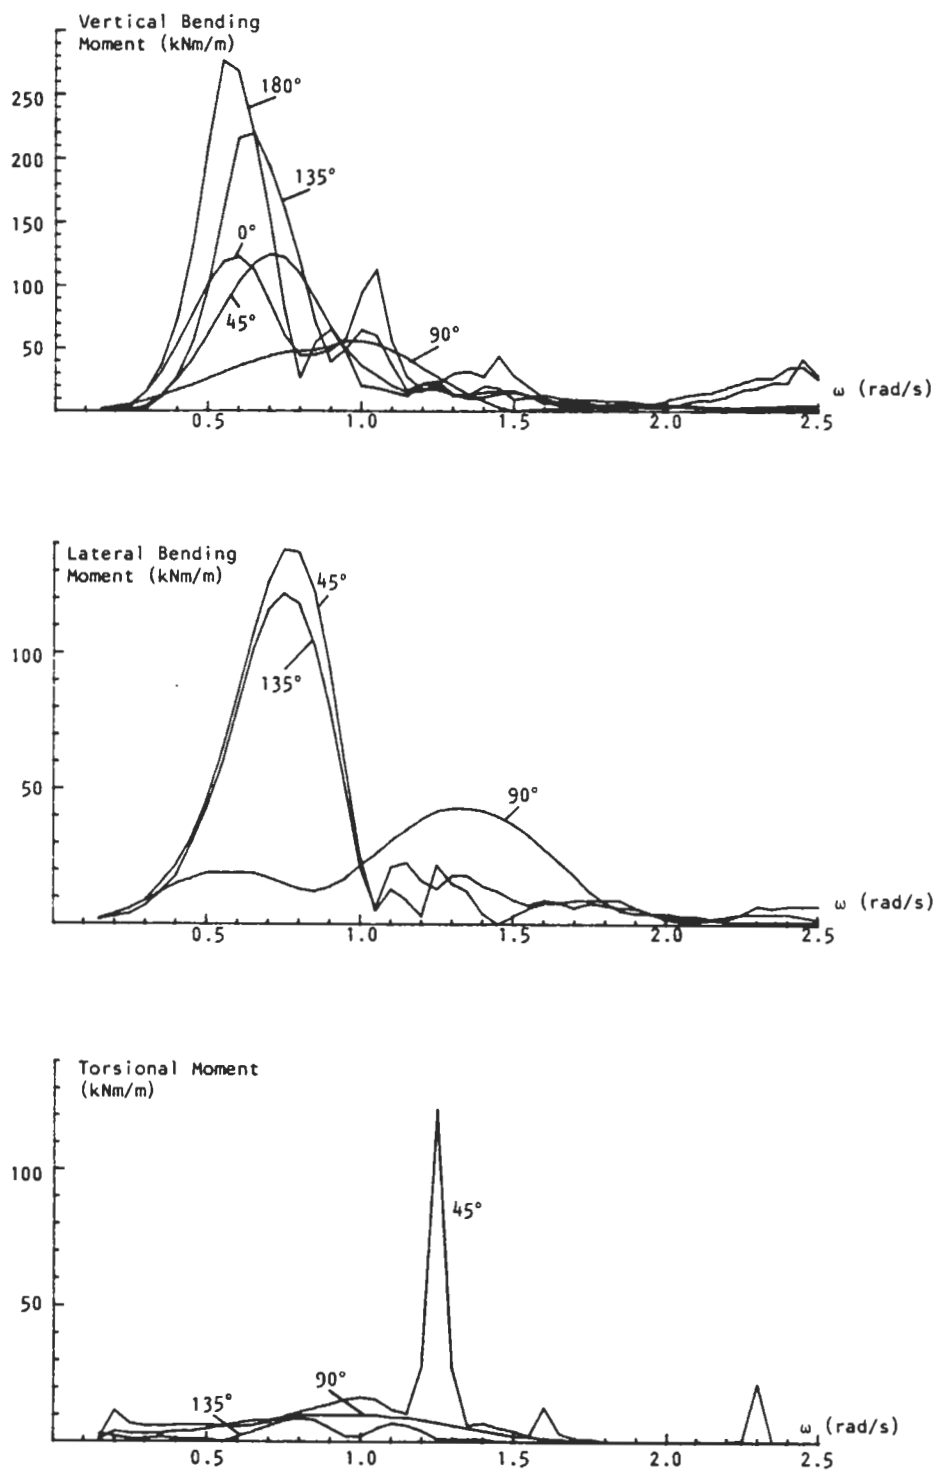 Vertical Bending
Moment (kNm/m)
180°
250
200
135°
150
0°
100
45°
90°
50
ω (rad/s)
0.5 1.0 1.5 2.0 2.5
Lateral Bending
Moment (kNm/m)
45°
100
135°
50
90°
ω (rad/s)
0.5 1.0 1.5 2.0 2.5
Torsional Moment
(kNm/m)
100
45°
50
90°
135°
ω (rad/s)
0.5 1.0 1.5 2.0 2.5